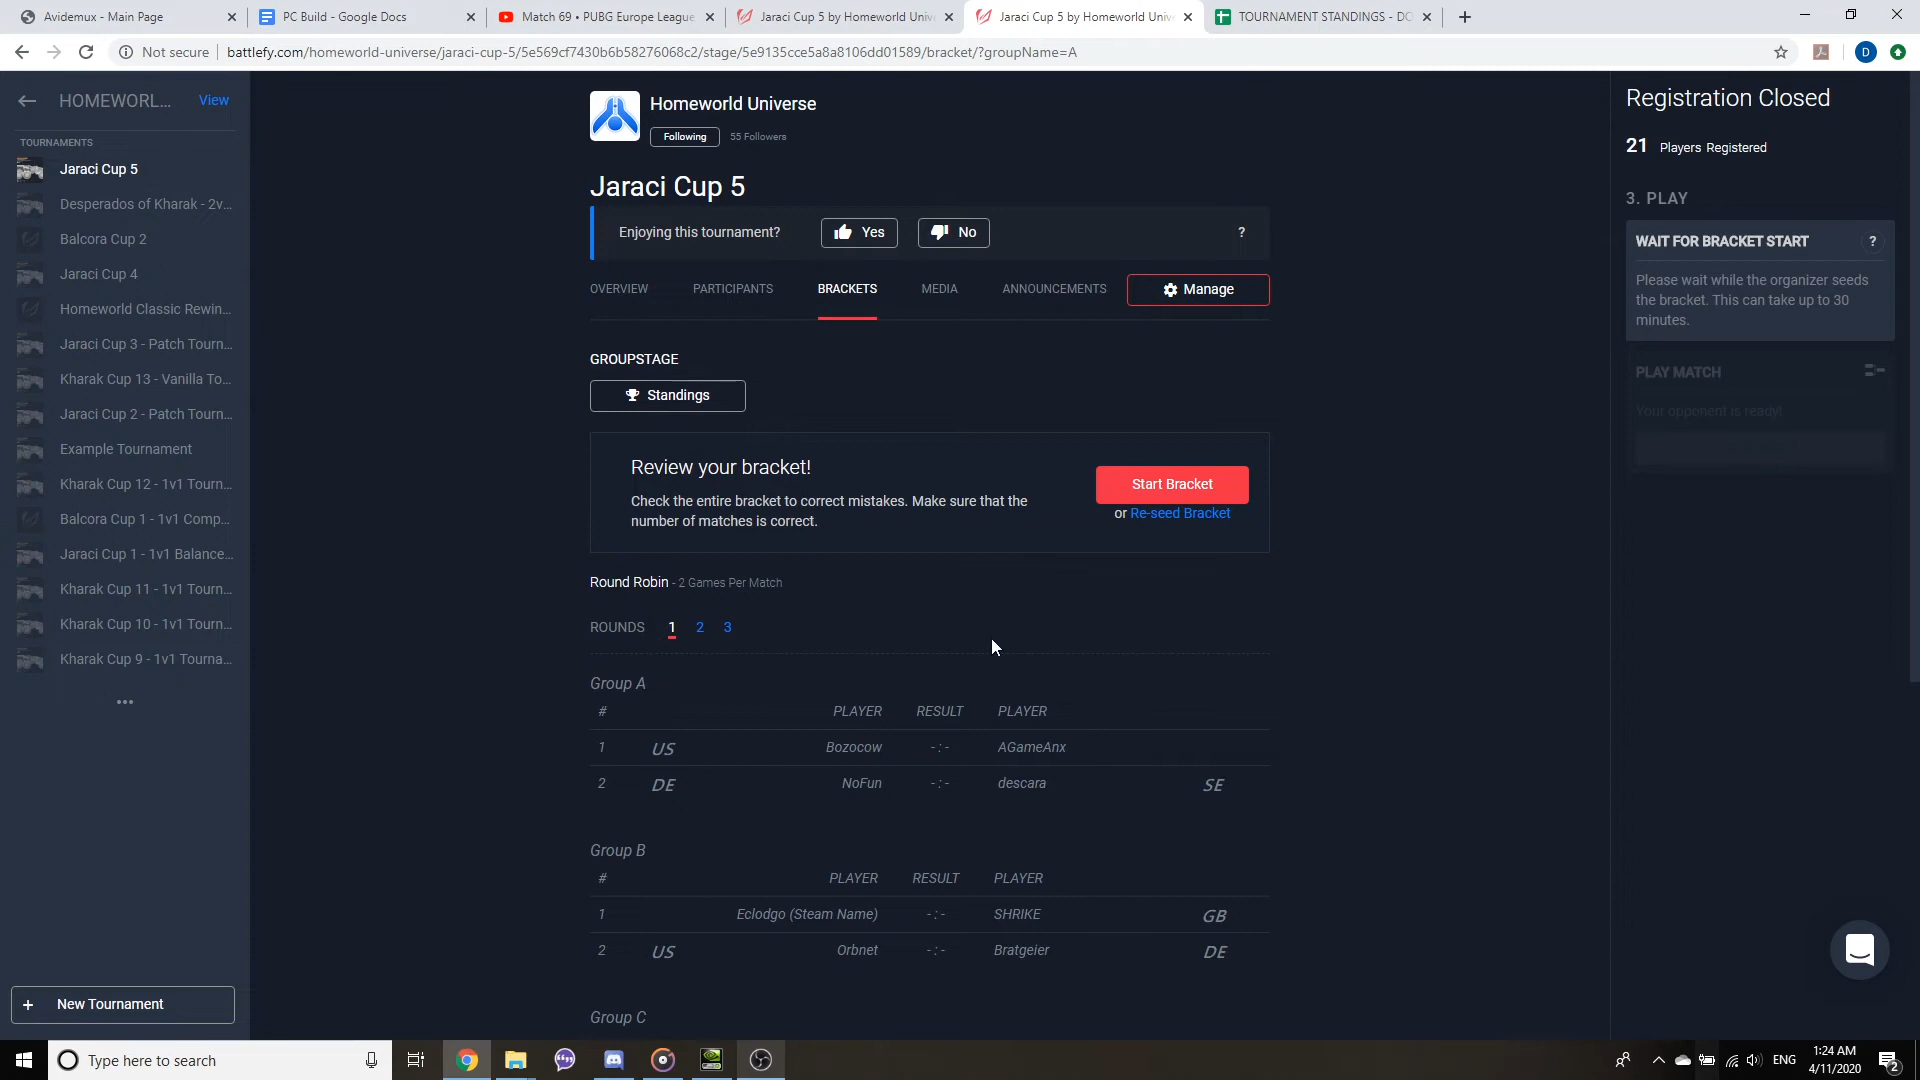 Avidemux - Main Page
PC Build - Google Docs
Match 69 • PUBG Europe League
Jaraci Cup 5 by Homeworld Univ
Jaraci Cup 5 by Homeworld Univ
TOURNAMENT STANDINGS - DO
Not secure
battlefy.com/homeworld-universe/jaraci-cup-5/5e569cf7430b6b58276068c2/stage/5e9135cce5a8a8106dd01589/bracket/?groupName=A
D
HOMEWORL...
View
TOURNAMENTS
Jaraci Cup 5
Desperados of Kharak - 2v...
Balcora Cup 2
Jaraci Cup 4
Homeworld Classic Rewin...
Jaraci Cup 3 - Patch Tourn...
Kharak Cup 13 - Vanilla To...
Jaraci Cup 2 - Patch Tourn...
Example Tournament
Kharak Cup 12 - 1v1 Tourn...
Balcora Cup 1 - 1v1 Comp...
Jaraci Cup 1 - 1v1 Balance...
Kharak Cup 11 - 1v1 Tourn...
Kharak Cup 10 - 1v1 Tourn...
Kharak Cup 9 - 1v1 Tourna...
•••
+ New Tournament
Homeworld Universe
Following 55 Followers
Jaraci Cup 5
Enjoying this tournament? Yes No ?
OVERVIEW PARTICIPANTS BRACKETS MEDIA ANNOUNCEMENTS Manage
GROUPSTAGE
Standings
Review your bracket!
Check the entire bracket to correct mistakes. Make sure that the
number of matches is correct.
Start Bracket
or Re-seed Bracket
Round Robin - 2 Games Per Match
ROUNDS 1 2 3
Group A
# PLAYER RESULT PLAYER
1 US Bozocow - : - AGameAnx
2 DE NoFun - : - descara SE
Group B
# PLAYER RESULT PLAYER
1 Eclodgo (Steam Name) - : - SHRIKE GB
2 US Orbnet - : - Bratgeier DE
Group C
Registration Closed
21 Players Registered
3. PLAY
WAIT FOR BRACKET START ?
Please wait while the organizer seeds
the bracket. This can take up to 30
minutes.
PLAY MATCH
Your opponent is ready!
Type here to search
ENG
1:24 AM
4/11/2020
2